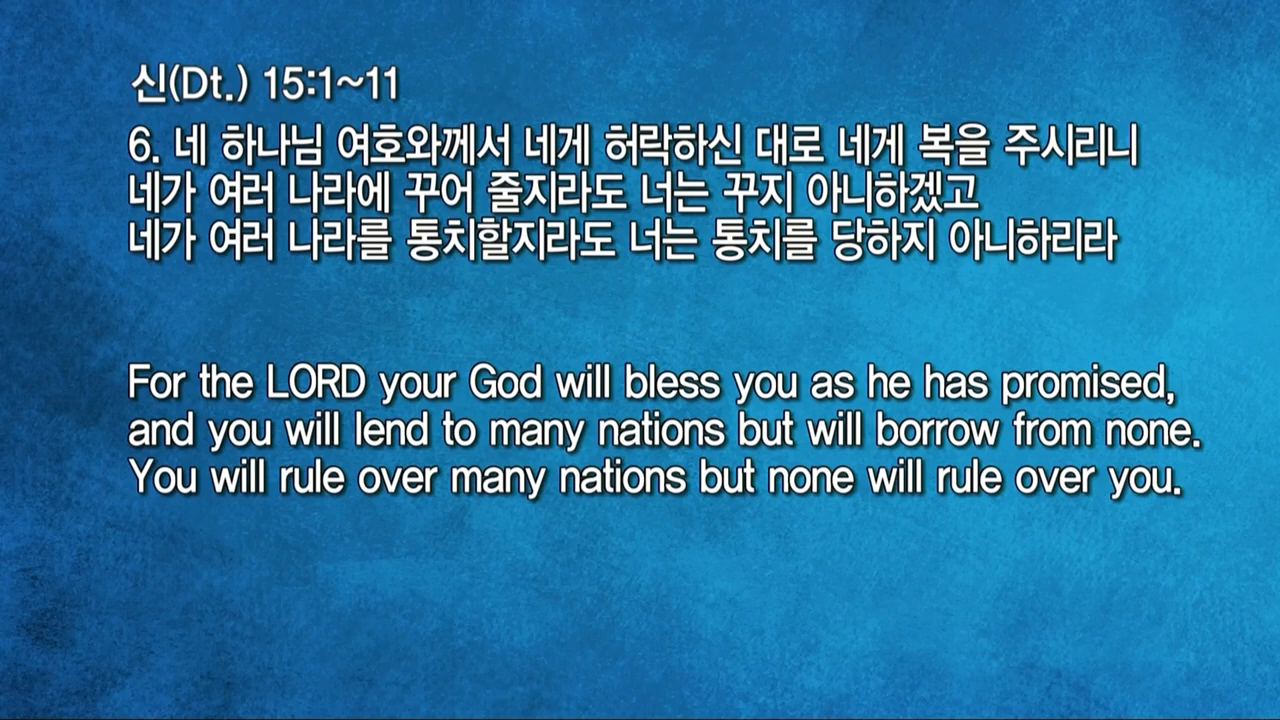 신(Dt.) 15:1~11
6. 네 하나님 여호와께서 네게 허락하신 대로 네게 복을 주시리니
네가 여러 나라에 꾸어 줄지라도 너는 꾸지 아니하겠고
네가 여러 나라를 통치할지라도 너는 통치를 당하지 아니하리라
For the LORD your God will bless you as he has promised,
and you will lend to many nations but will borrow from none.
You will rule over many nations but none will rule over you.